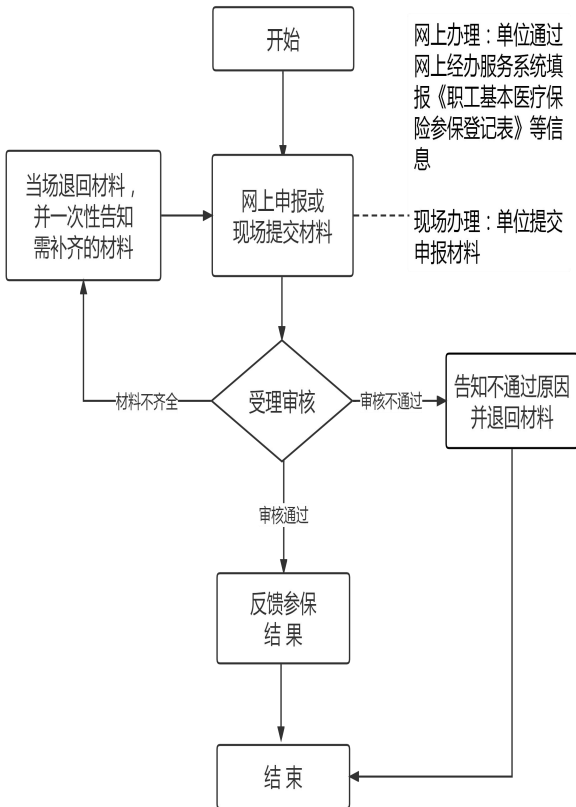 开始
网上办理：单位通过
网上经办服务系统填
报《职工基本医疗保
险参保登记表》等信
息
当场退回材料，
并一次性告知
需补齐的材料
网上申报或
现场提交材料
现场办理：单位提交
申报材料
材料不齐全
受理审核
审核不通过
告知不通过原因
并退回材料
审核通过
反馈参保
结 果
结 束